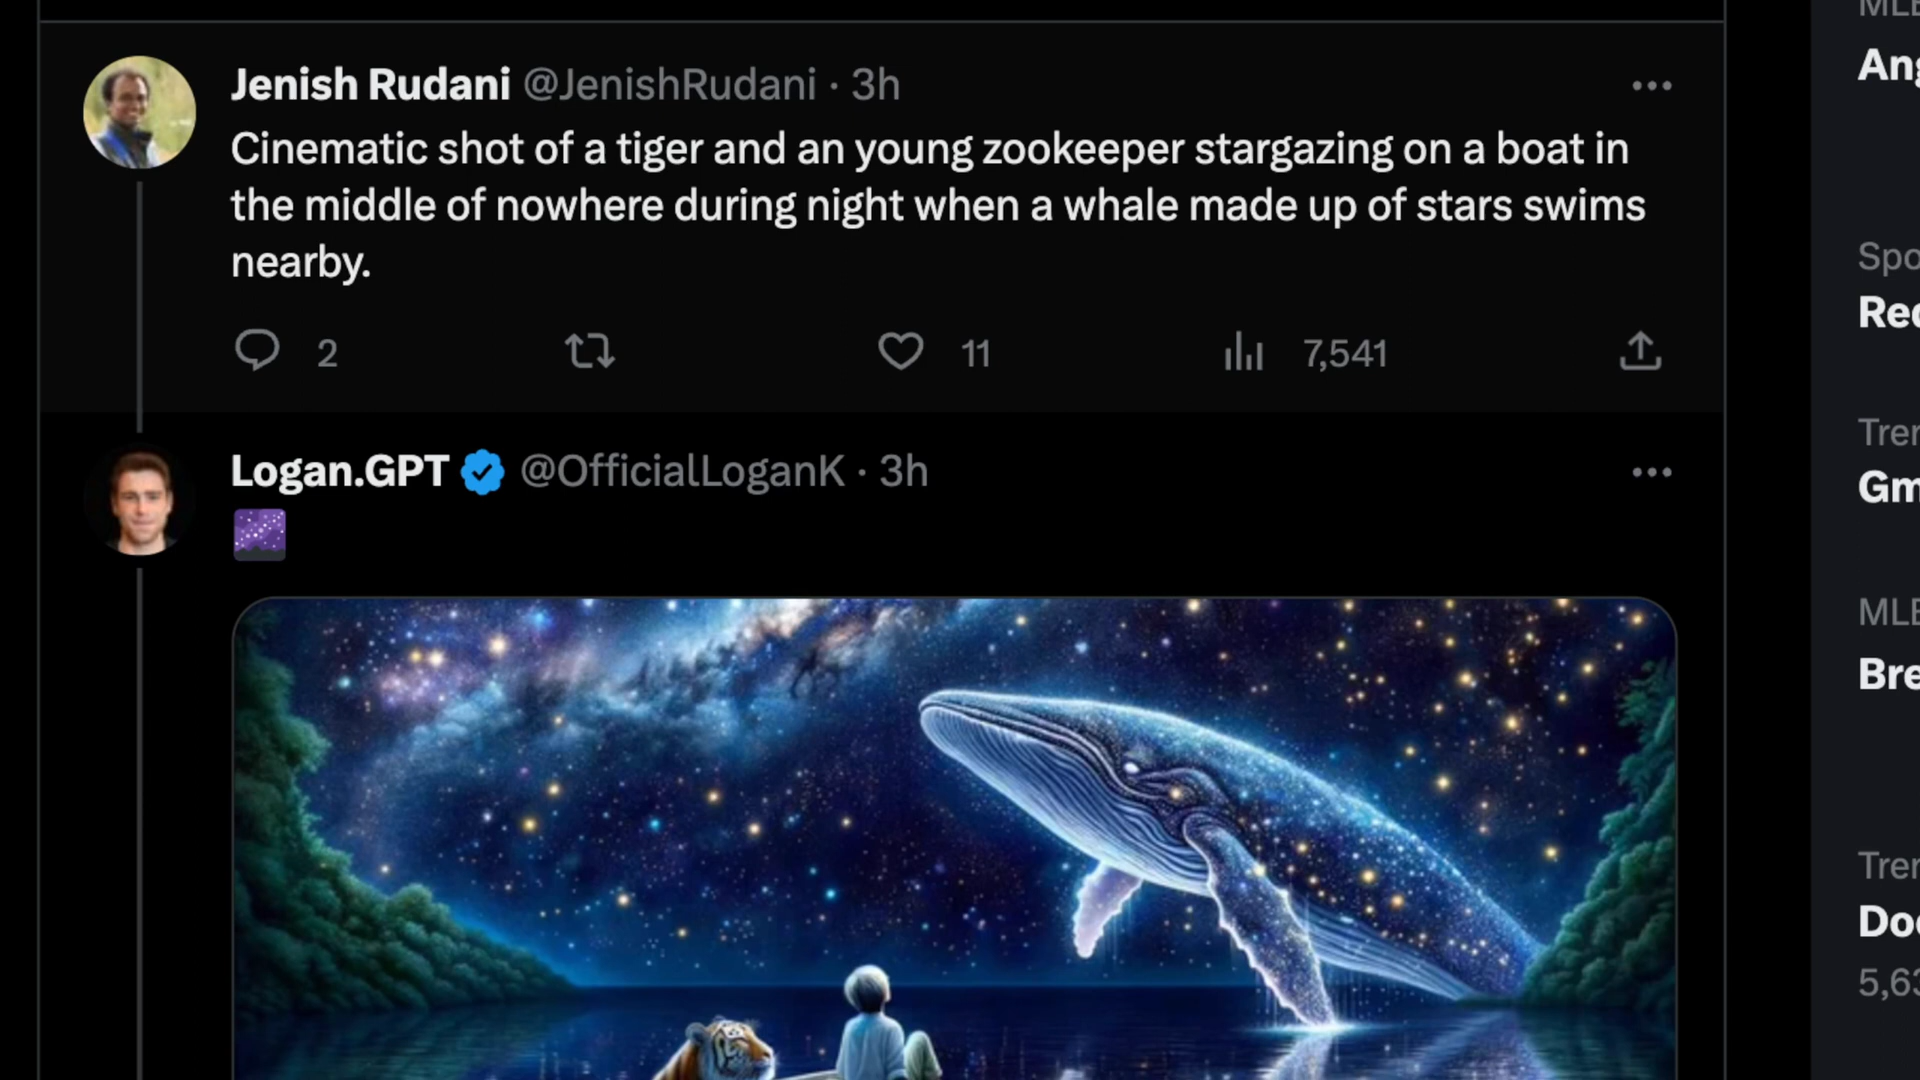 Jenish Rudani @JenishRudani · 3h
Cinematic shot of a tiger and an young zookeeper stargazing on a boat in
the middle of nowhere during night when a whale made up of stars swims
nearby.
2 11 7,541
Logan.GPT @OfficialLoganK · 3h